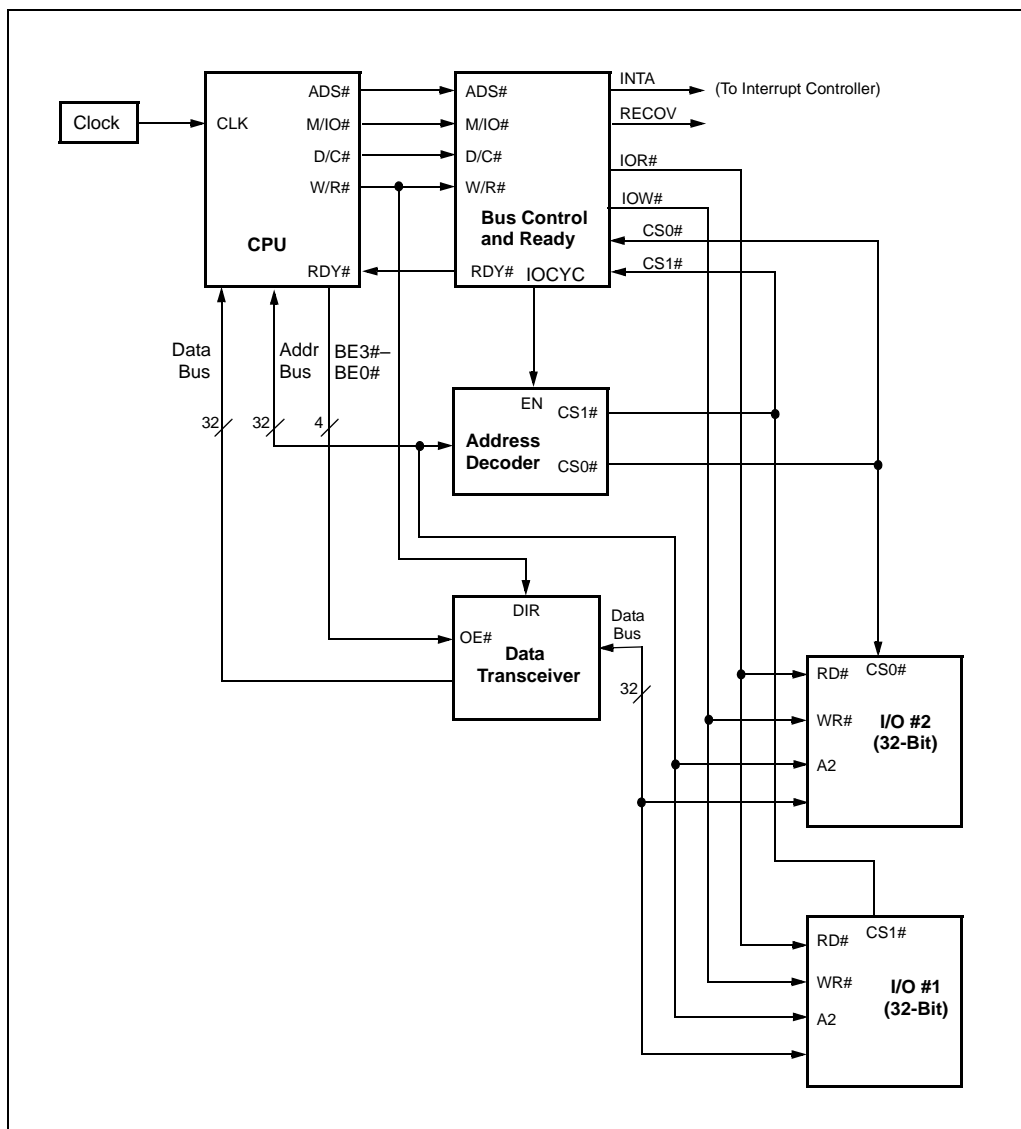 INTA
(To Interrupt Controller)
ADS#
ADS#
RECOV
Clock
CLK
M/IO#
M/IO#
D/C#
D/C#
IOR#
W/R#
W/R#
IOW#
Bus Control
and Ready
CPU
CS0#
CS1#
RDY#
RDY#
IOCYC
Data
Bus
Addr
Bus
BE3#–
BE0#
EN
CS1#
32
32
4
Address
Decoder
CS0#
DIR
Data
Bus
OE#
Data
Transceiver
32
CS0#
RD#
WR#
I/O #2
(32-Bit)
A2
CS1#
RD#
WR#
I/O #1
(32-Bit)
A2